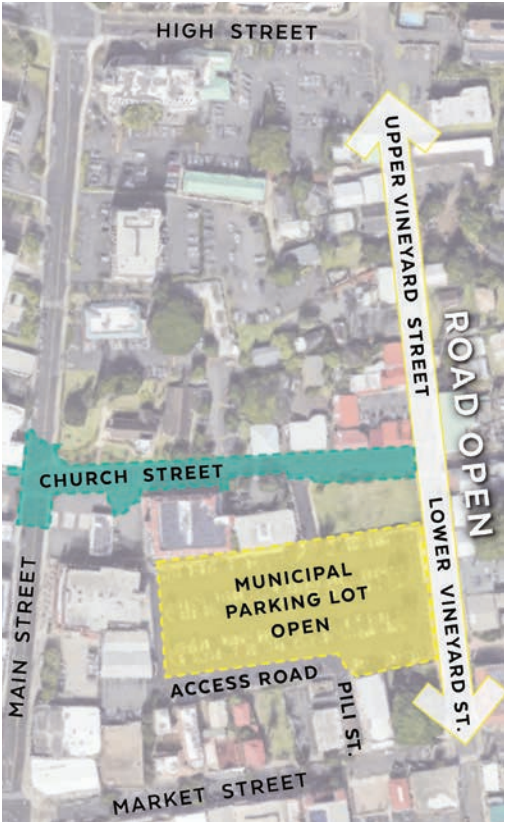 HIGH STREET
UPPER VINEYARD STREET
ROAD OPEN
CHURCH STREET
LOWER VINEYARD ST.
MUNICIPAL
PARKING LOT
OPEN
MAIN STREET
ACCESS ROAD
PILI ST.
MARKET STREET